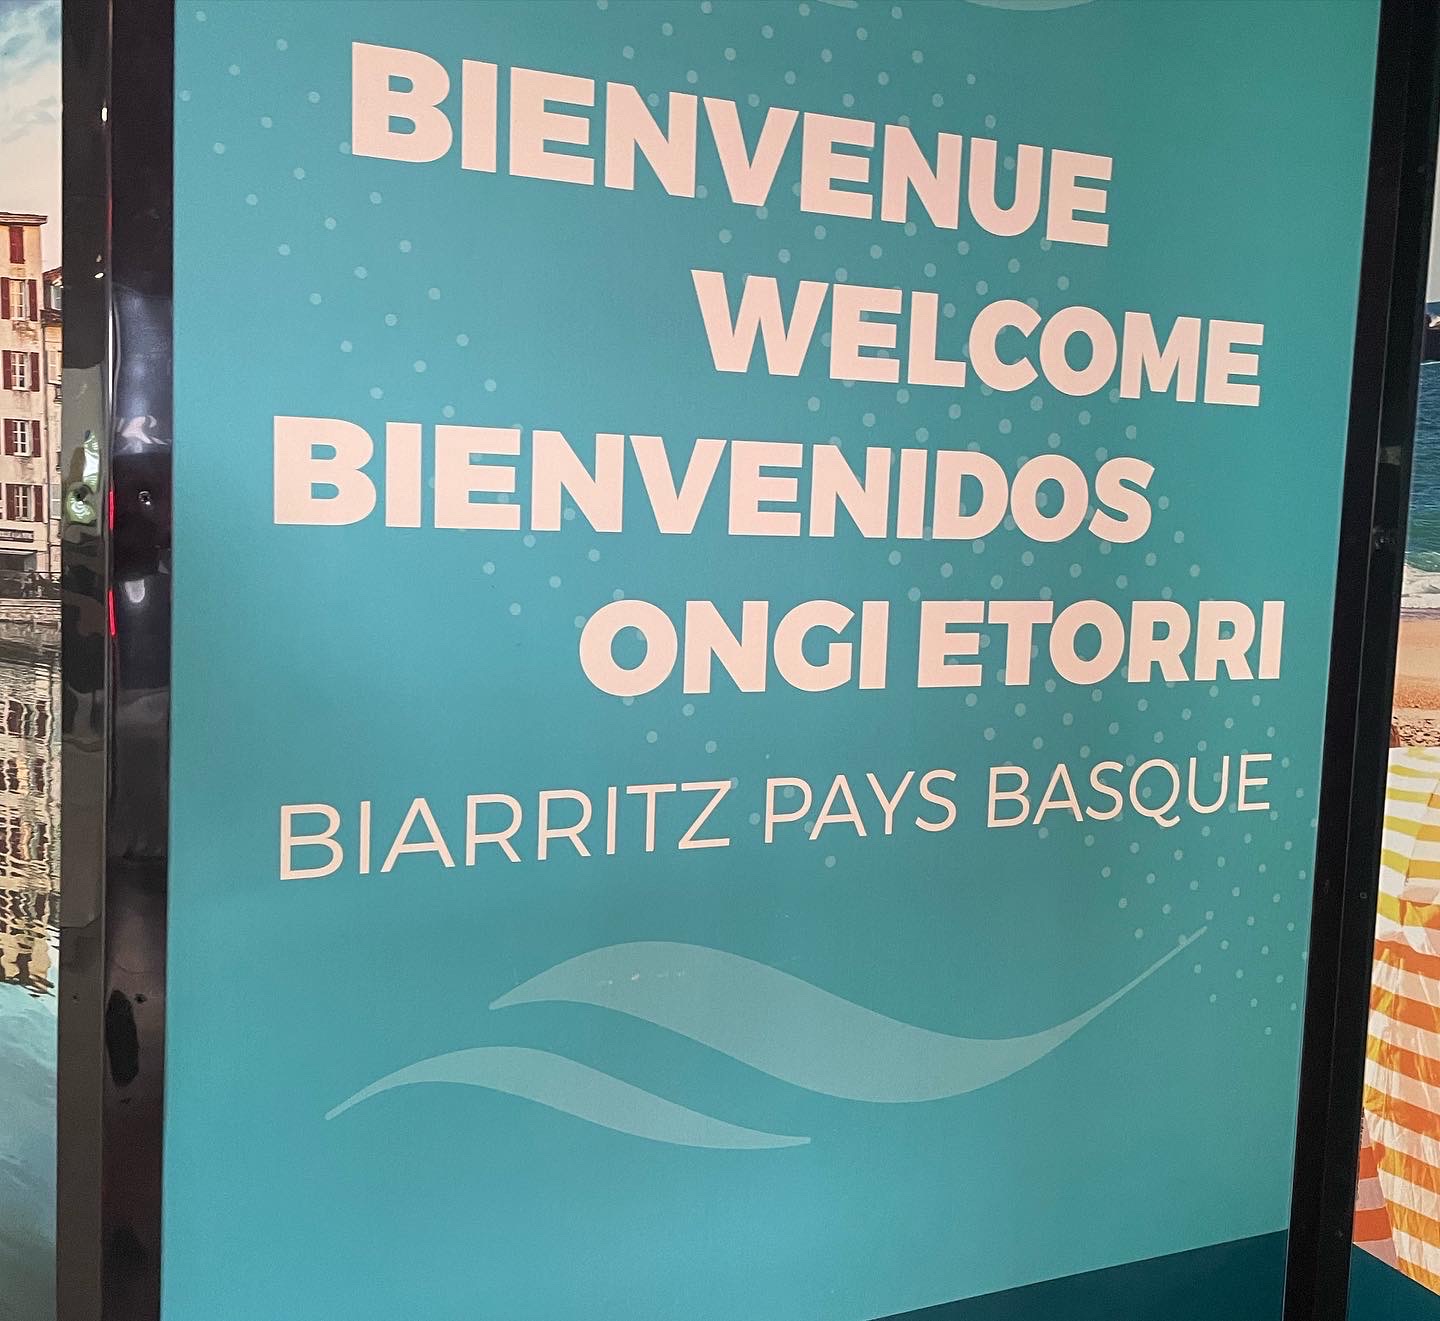 BIENVENUE
WELCOME
BIENVENIDOS
ONGI ETORRI
BIARRITZ PAYS BASQUE